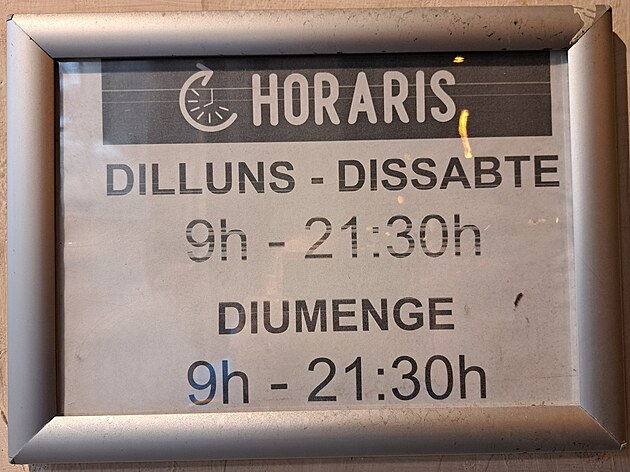 HORARIS
DILLUNS - DISSABTE
9h - 21:30h
DIUMENGE
9h - 21:30h